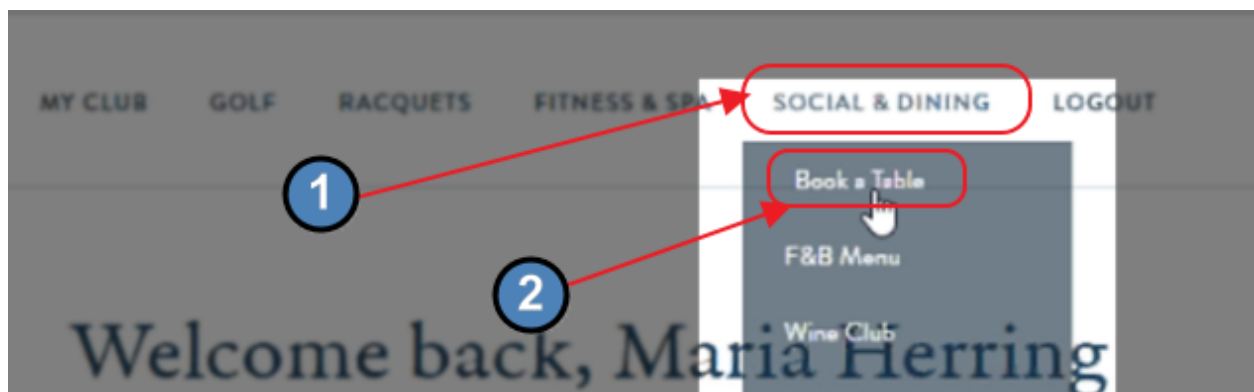 MY CLUB GOLF RACQUETS FITNESS & SPA SOCIAL & DINING LOGOUT
1
Book a Table
F&B Menu
2
Wine Club
Welcome back, Maria Herring